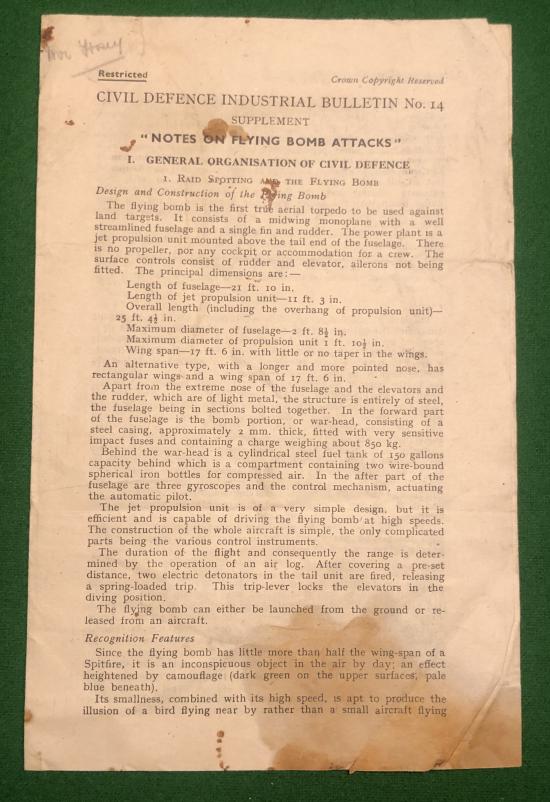 Restricted
Crown Copyright Reserved
CIVIL DEFENCE INDUSTRIAL BULLETIN No. 14
SUPPLEMENT
"NOTES ON FLYING BOMB ATTACKS"
I. GENERAL ORGANISATION OF CIVIL DEFENCE
1. Raid Spotting and the Flying Bomb
Design and Construction of the Flying Bomb
The flying bomb is the first true aerial torpedo to be used against
land targets. It consists of a midwing monoplane with a well
streamlined fuselage and a single fin and rudder. The power plant is a
jet propulsion unit mounted above the tail end of the fuselage. There
is no propeller, nor any cockpit or accommodation for a crew. The
surface controls consist of rudder and elevator, ailerons not being
fitted. The principal dimensions are:—
Length of fuselage—21 ft. 10 in.
Length of jet propulsion unit—11 ft. 3 in.
Overall length (including the overhang of propulsion unit)—
25 ft. 4½ in.
Maximum diameter of fuselage—2 ft. 8½ in.
Maximum diameter of propulsion unit 1 ft. 10½ in.
Wing span—17 ft. 6 in. with little or no taper in the wings.
An alternative type, with a longer and more pointed nose, has
rectangular wings and a wing span of 17 ft. 6 in.
Apart from the extreme nose of the fuselage and the elevators and
the rudder, which are of light metal, the structure is entirely of steel,
the fuselage being in sections bolted together. In the forward part
of the fuselage is the bomb portion, or war-head, consisting of a
steel casing, approximately 2 mm. thick, fitted with very sensitive
impact fuses and containing a charge weighing about 850 kg.
Behind the war-head is a cylindrical steel fuel tank of 150 gallons
capacity behind which is a compartment containing two wire-bound
spherical iron bottles for compressed air. In the after part of the
fuselage are three gyroscopes and the control mechanism, actuating
the automatic pilot.
The jet propulsion unit is of a very simple design, but it is
efficient and is capable of driving the flying bomb at high speeds.
The construction of the whole aircraft is simple, the only complicated
parts being the various control instruments.
The duration of the flight and consequently the range is deter-
mined by the operation of an air log. After covering a pre-set
distance, two electric detonators in the tail unit are fired, releasing
a spring-loaded trip. This trip-lever locks the elevators in the
diving position.
The flying bomb can either be launched from the ground or re-
leased from an aircraft.
Recognition Features
Since the flying bomb has little more than half the wing-span of a
Spitfire, it is an inconspicuous object in the air by day; an effect
heightened by camouflage (dark green on the upper surfaces, pale
blue beneath).
Its smallness, combined with its high speed, is apt to produce the
illusion of a bird flying near by rather than a small aircraft flying